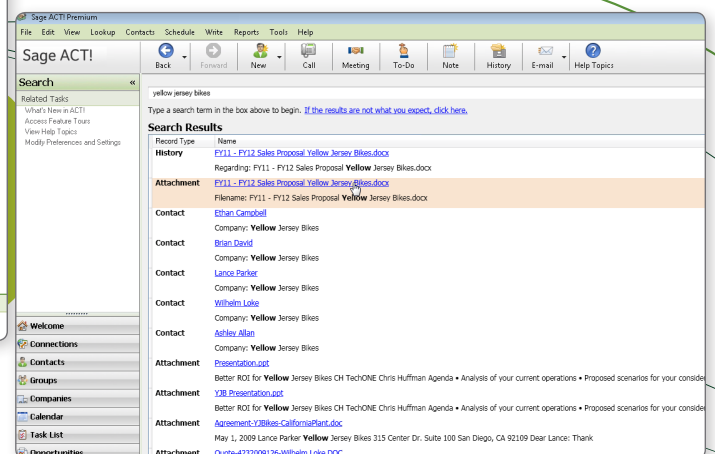 Sage ACT! Premium
File Edit View Lookup Contacts Schedule Write Reports Tools Help
Sage ACT!
Back Forward New Call Meeting To-Do Note History E-mail Help Topics
Search «
Related Tasks
What's New in ACT!
Access Feature Tours
View Help Topics
Modify Preferences and Settings
yellow jersey bikes
Type a search term in the box above to begin. If the results are not what you expect, click here.
Search Results
Record Type Name
History FY11 - FY12 Sales Proposal Yellow Jersey Bikes.docx
Regarding: FY11 - FY12 Sales Proposal Yellow Jersey Bikes.docx
Attachment FY11 - FY12 Sales Proposal Yellow Jersey Bikes.docx
Filename: FY11 - FY12 Sales Proposal Yellow Jersey Bikes.docx
Contact Ethan Campbell
Company: Yellow Jersey Bikes
Contact Brian David
Company: Yellow Jersey Bikes
Contact Lance Parker
Company: Yellow Jersey Bikes
Contact Wilhelm Loke
Company: Yellow Jersey Bikes
Contact Ashley Allan
Company: Yellow Jersey Bikes
Attachment Presentation.ppt
Better ROI for Yellow Jersey Bikes CH TechONE Chris Huffman Agenda • Analysis of your current operations • Proposed scenarios for your conside
Attachment YJB Presentation.ppt
Better ROI for Yellow Jersey Bikes CH TechONE Chris Huffman Agenda • Analysis of your current operations • Proposed scenarios for your conside
Attachment Agreement-YJBikes-CaliforniaPlant.doc
May 1, 2009 Lance Parker Yellow Jersey Bikes 315 Center Dr. Suite 100 San Diego, CA 92109 Dear Lance: Thank
Attachment Quote-4232009126-Wilhelm Loke.DOC
Welcome
Connections
Contacts
Groups
Companies
Calendar
Task List
Opportunities